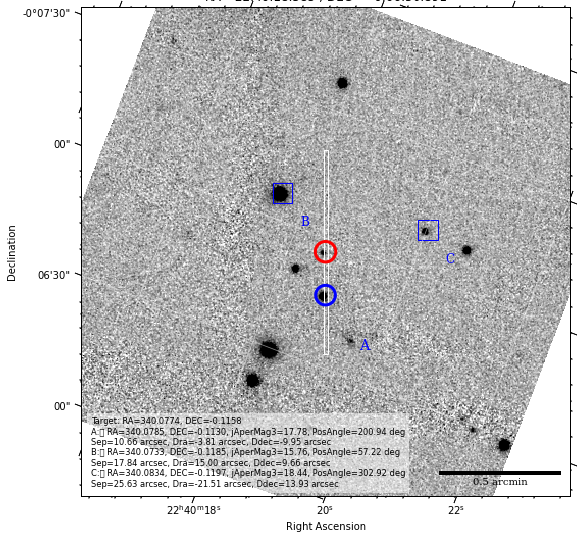 -0°07'30"
00"
06'30"
00"
Declination
B
C
A
Target: RA=340.0774, DEC=-0.1158
A: RA=340.0785, DEC=-0.1130, jAperMag3=17.78, PosAngle=200.94 deg
Sep=10.66 arcsec, Dra=-3.81 arcsec, Ddec=-9.95 arcsec
B: RA=340.0733, DEC=-0.1185, jAperMag3=15.76, PosAngle=57.22 deg
Sep=17.84 arcsec, Dra=15.00 arcsec, Ddec=9.66 arcsec
C: RA=340.0834, DEC=-0.1197, jAperMag3=18.44, PosAngle=302.92 deg
Sep=25.63 arcsec, Dra=-21.51 arcsec, Ddec=13.93 arcsec
0.5 arcmin
22ʰ40ᵐ18ˢ
20ˢ
22ˢ
Right Ascension